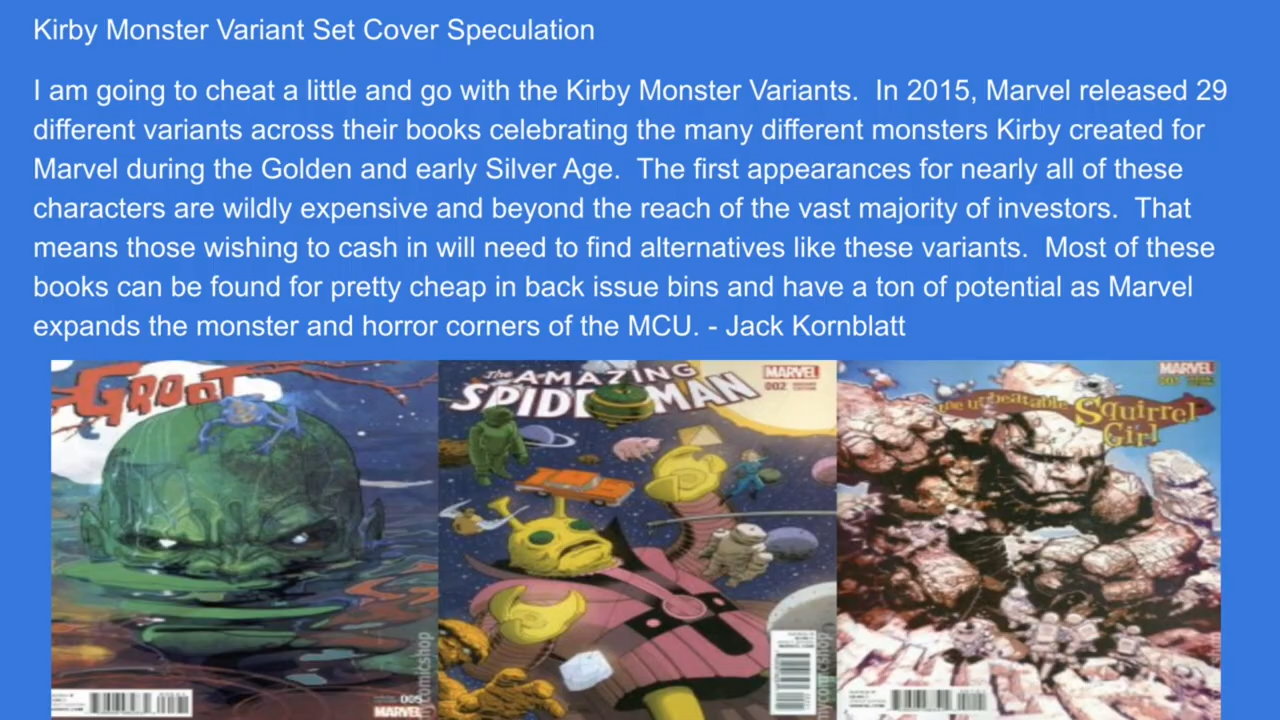 Kirby Monster Variant Set Cover Speculation
I am going to cheat a little and go with the Kirby Monster Variants.  In 2015, Marvel released 29
different variants across their books celebrating the many different monsters Kirby created for
Marvel during the Golden and early Silver Age.  The first appearances for nearly all of these
characters are wildly expensive and beyond the reach of the vast majority of investors.  That
means those wishing to cash in will need to find alternatives like these variants.  Most of these
books can be found for pretty cheap in back issue bins and have a ton of potential as Marvel
expands the monster and horror corners of the MCU. - Jack Kornblatt
GROOT
005
MARVEL
mycomicshop
The AMAZING
SPIDERMAN
MARVEL
002
mycomicshop
MARVEL
the unbeatable
Squirrel
Girl